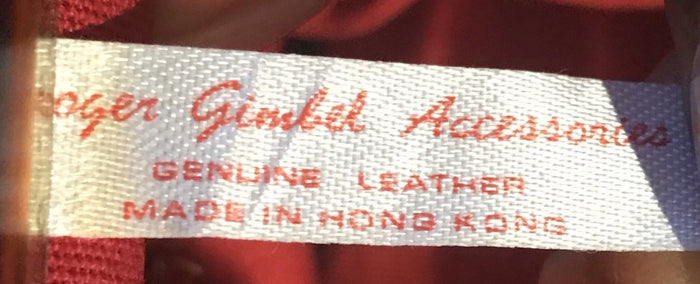 oger Gimbel Accessories
GENUINE LEATHER
MADE IN HONG KONG